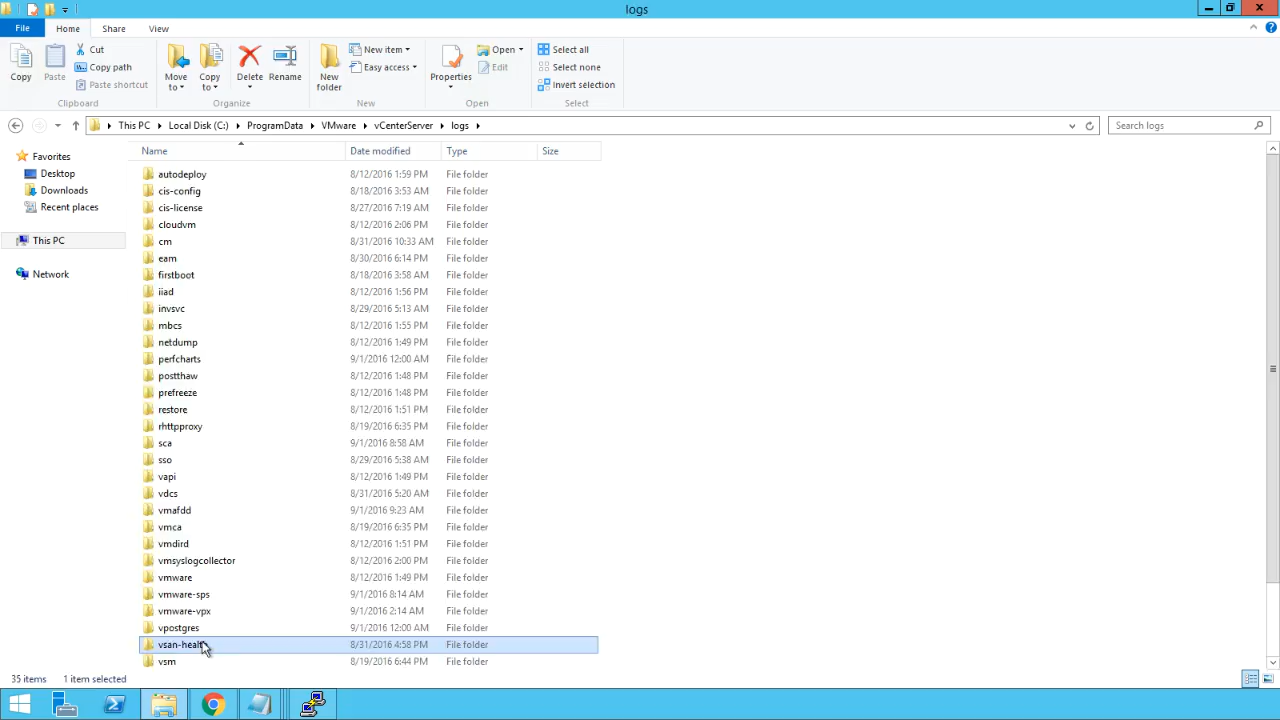 logs
File
Home
Share
View
Copy
Paste
Cut
Copy path
Paste shortcut
Clipboard
Move to
Copy to
Delete
Rename
Organize
New folder
New item
Easy access
New
Properties
Open
Edit
Open
Select all
Select none
Invert selection
Select
This PC
Local Disk (C:)
ProgramData
VMware
vCenterServer
logs
Search logs
Favorites
Desktop
Downloads
Recent places
This PC
Network
Name Date modified Type Size
autodeploy 8/12/2016 1:59 PM File folder
cis-config 8/18/2016 3:53 AM File folder
cis-license 8/27/2016 7:19 AM File folder
cloudvm 8/12/2016 2:06 PM File folder
cm 8/31/2016 10:33 AM File folder
eam 8/30/2016 6:14 PM File folder
firstboot 8/18/2016 3:58 AM File folder
iiad 8/12/2016 1:56 PM File folder
invsvc 8/29/2016 5:13 AM File folder
mbcs 8/12/2016 1:55 PM File folder
netdump 8/12/2016 1:49 PM File folder
perfcharts 9/1/2016 12:00 AM File folder
postthaw 8/12/2016 1:48 PM File folder
prefreeze 8/12/2016 1:48 PM File folder
restore 8/12/2016 1:51 PM File folder
rhttpproxy 8/19/2016 6:35 PM File folder
sca 9/1/2016 8:58 AM File folder
sso 8/29/2016 5:38 AM File folder
vapi 8/12/2016 1:49 PM File folder
vdcs 8/31/2016 5:20 AM File folder
vmafdd 9/1/2016 9:23 AM File folder
vmca 8/19/2016 6:35 PM File folder
vmdird 8/12/2016 1:51 PM File folder
vmsyslogcollector 8/12/2016 2:00 PM File folder
vmware 8/12/2016 1:49 PM File folder
vmware-sps 9/1/2016 8:14 AM File folder
vmware-vpx 9/1/2016 2:14 AM File folder
vpostgres 9/1/2016 12:00 AM File folder
vsan-health 8/31/2016 4:58 PM File folder
vsm 8/19/2016 6:44 PM File folder
35 items 1 item selected